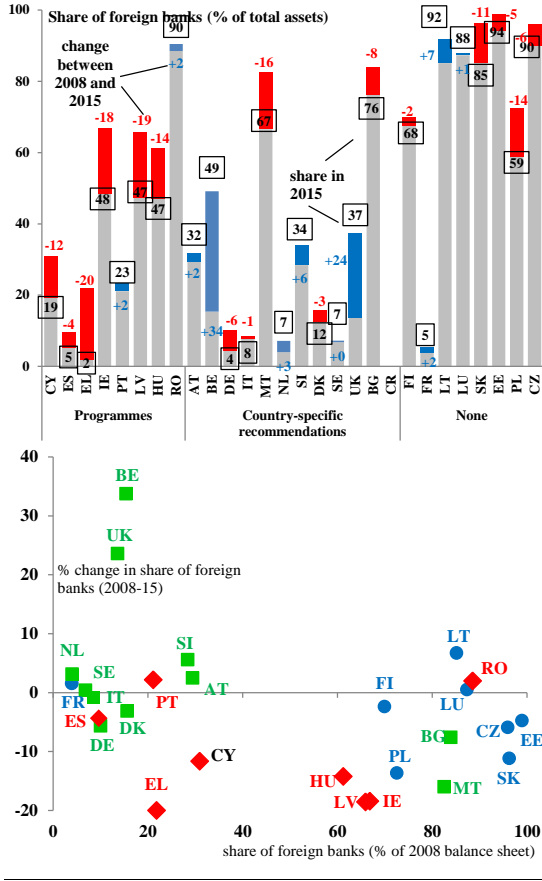 Share of foreign banks (% of total assets)
100
80
60
40
20
0
change
between
2008 and
2015
share in
2015
-12
19
-4
5
-20
2
-18
48
23
+2
-19
47
-14
47
90
+2
32
+2
49
+34
-6
4
-1
8
-16
67
7
+3
34
+6
-3
12
7
+0
37
+24
-8
76
-2
68
5
+2
92
+7
88
+1
-11
85
-5
94
-14
59
-6
90
CY ES EL IE PT LV HU RO AT BE DE IT MT NL SI DK SE UK BG CR FI FR LT LU SK EE PL CZ
Programmes
Country-specific
recommendations
None
40
30
20
10
0
-10
-20
% change in share of foreign
banks (2008-15)
BE
UK
NL
SE
FR
IT
ES
DE
DK
PT
SI
AT
CY
EL
HU
LV
IE
FI
PL
LT
RO
LU
BG
MT
CZ
EE
SK
0 20 40 60 80 100
share of foreign banks (% of 2008 balance sheet)